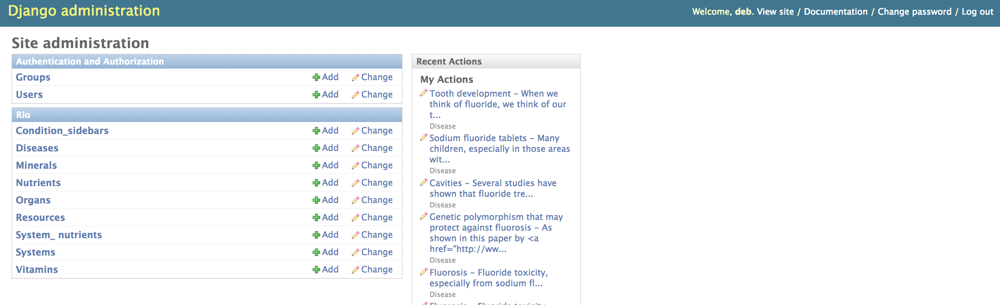 Django administration
Welcome, deb. View site / Documentation / Change password / Log out
Site administration
Authentication and Authorization
Groups Add Change
Users Add Change
Rlo
Condition_sidebars Add Change
Diseases Add Change
Minerals Add Change
Nutrients Add Change
Organs Add Change
Resources Add Change
System_ nutrients Add Change
Systems Add Change
Vitamins Add Change
Recent Actions
My Actions
Tooth development – When we
think of fluoride, we think of our
t...
Disease
Sodium fluoride tablets – Many
children, especially in those areas
wit...
Disease
Cavities – Several studies have
shown that fluoride tre...
Disease
Genetic polymorphism that may
protect against fluorosis – As
shown in this paper by <a
href="http://ww...
Disease
Fluorosis – Fluoride toxicity,
especially from sodium fl...
Disease
Fluorosis – Fluoride toxicity,